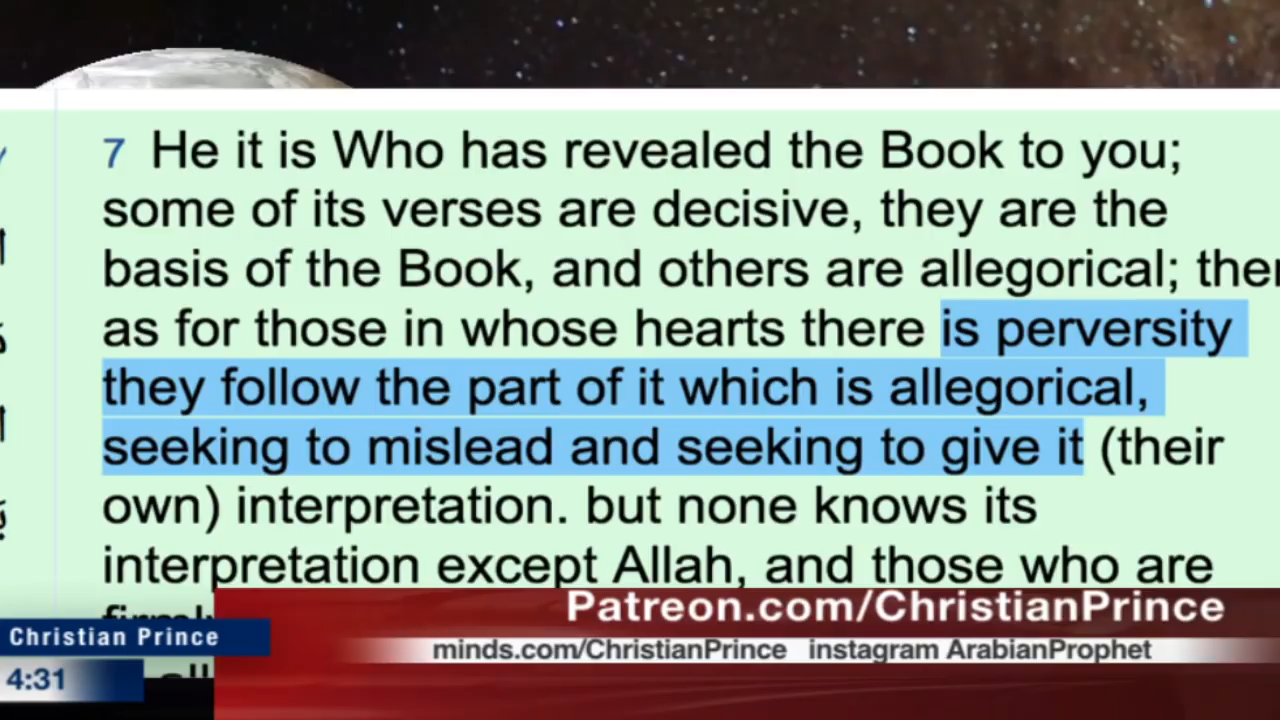 7 He it is Who has revealed the Book to you;
some of its verses are decisive, they are the
basis of the Book, and others are allegorical;
as for those in whose hearts there is perversity
they follow the part of it which is allegorical,
seeking to mislead and seeking to give it (their
own) interpretation. but none knows its
interpretation except Allah, and those who are
Patreon.com/ChristianPrince
Christian Prince
minds.com/ChristianPrince instagram ArabianProphet
4:31